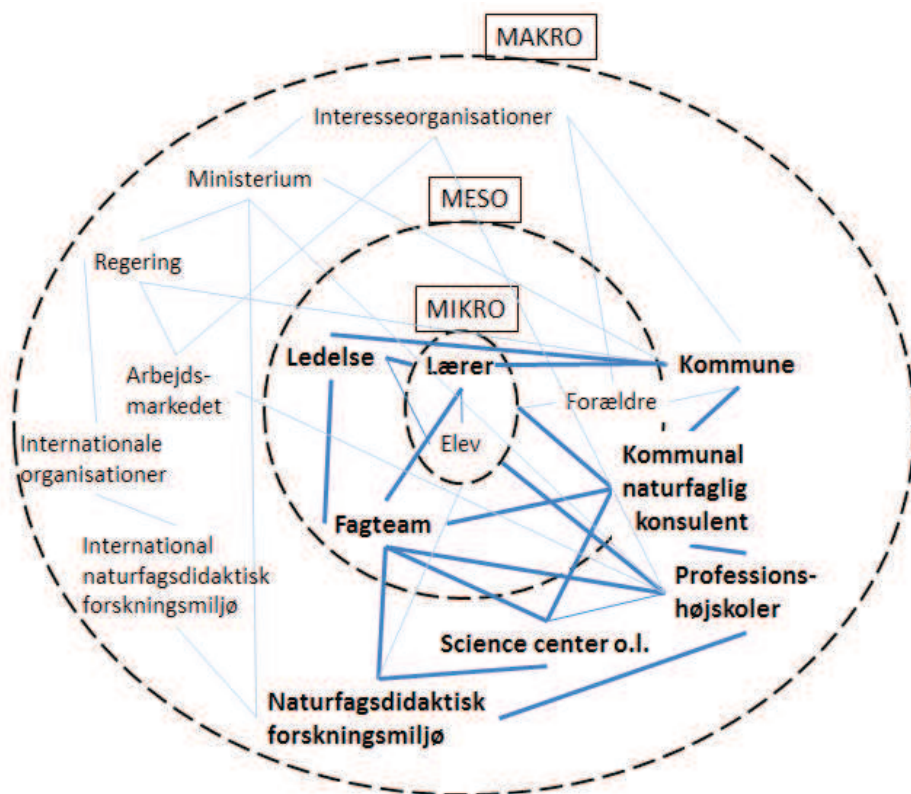 MAKRO
Interesseorganisationer
Ministerium
MESO
Regering
MIKRO
Ledelse
Lærer
Kommune
Arbejds-
markedet
Forældre
Internationale
organisationer
Elev
Kommunal
naturfaglig
konsulent
Fagteam
International
naturfagsdidaktisk
forskningsmiljø
Professions-
højskoler
Science center o.l.
Naturfagsdidaktisk
forskningsmiljø